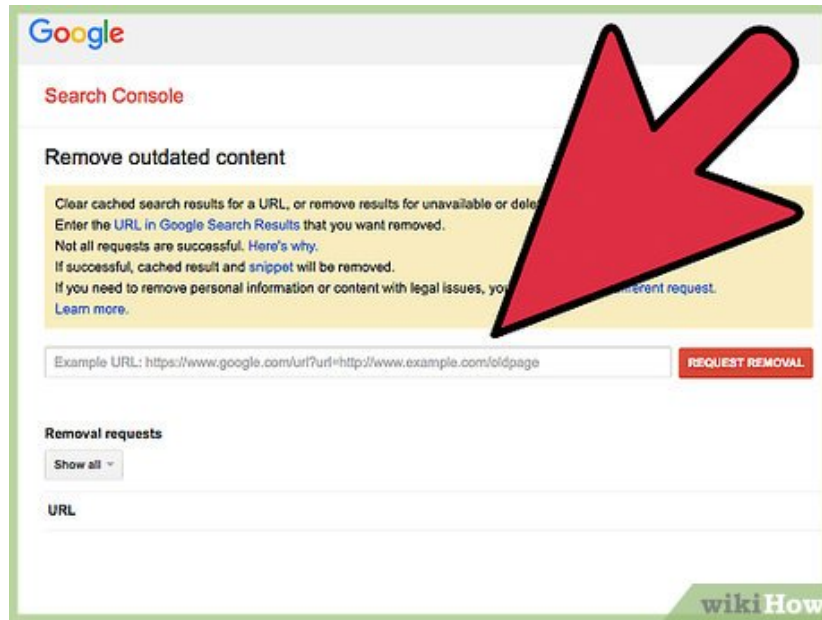 Google
Search Console
Remove outdated content
Clear cached search results for a URL, or remove results for unavailable or
Enter the URL in Google Search Results that you want removed.
Not all requests are successful. Here's why.
If successful, cached result and snippet will be removed.
If you need to remove personal information or content with legal issues, request.
Learn more.
Example URL: https://www.google.com/url?url=http://www.example.com/oldpage
REQUEST REMOVAL
Removal requests
Show all
URL
wikiHow